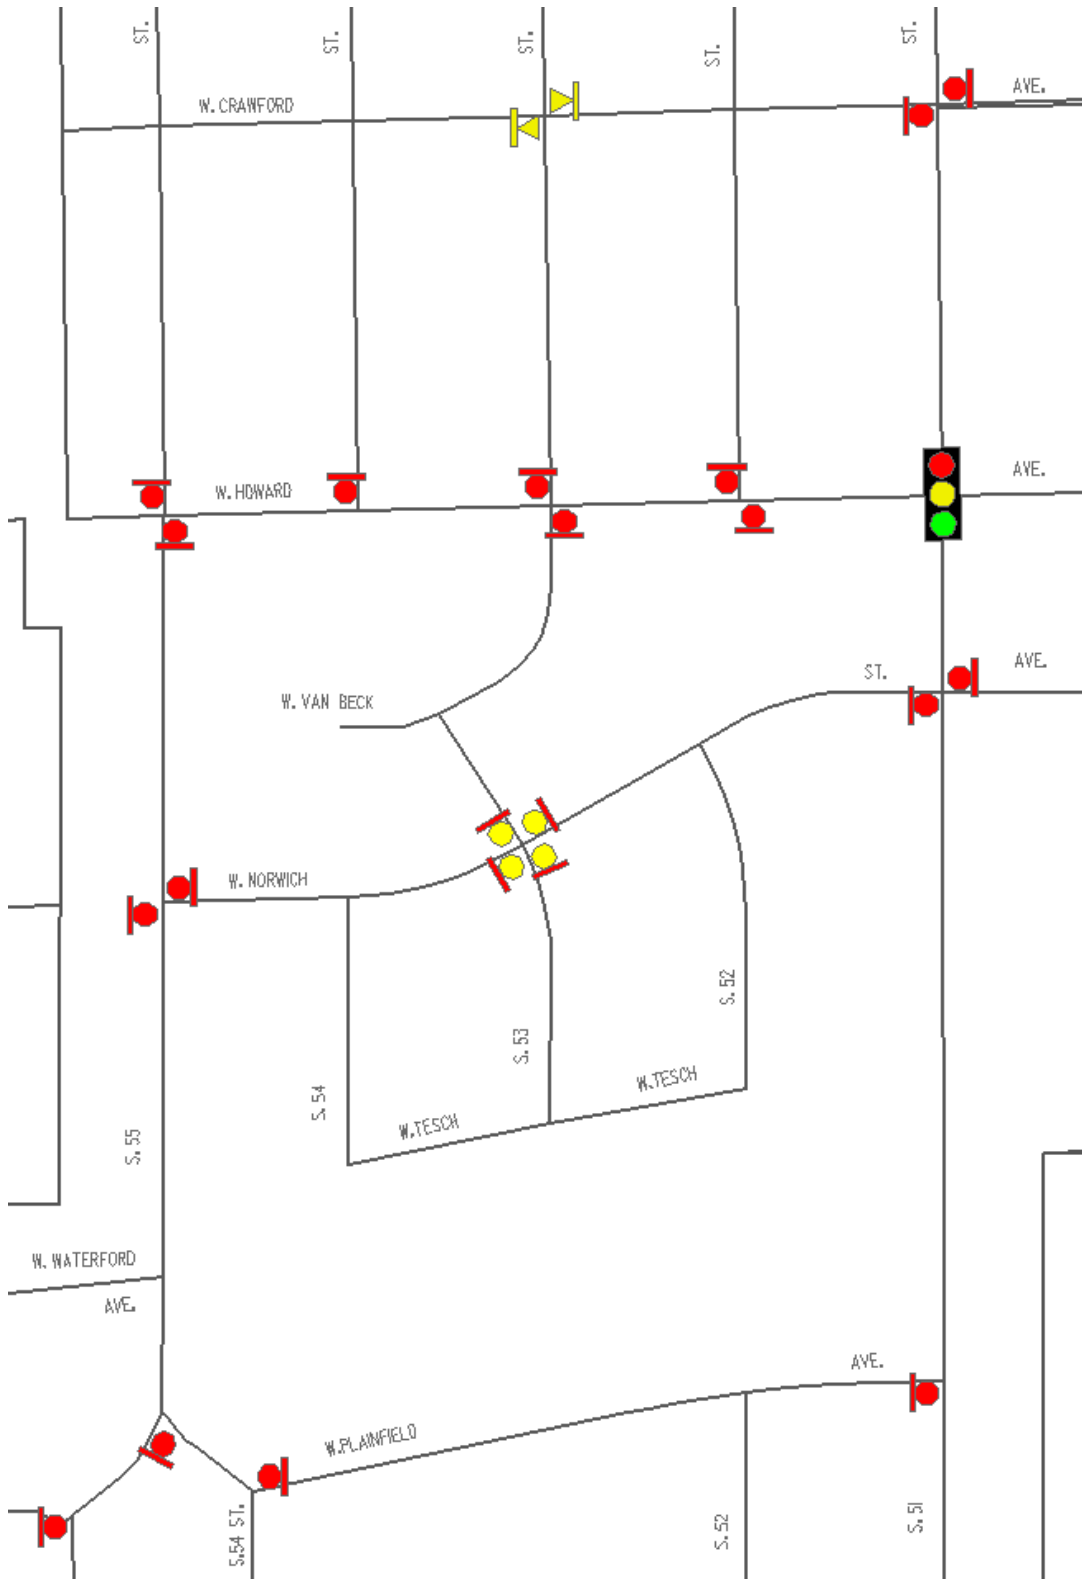 ST.
ST.
ST.
ST.
ST.
W. CRAWFORD
AVE.
W. HOWARD
AVE.
W. VAN BECK
ST.
AVE.
W. NORWICH
S. 52
S. 53
S. 54
W. TESCH
W. TESCH
S. 55
W. WATERFORD
AVE.
AVE.
W. PLAINFIELD
S. 54 ST.
S. 52
S. 51